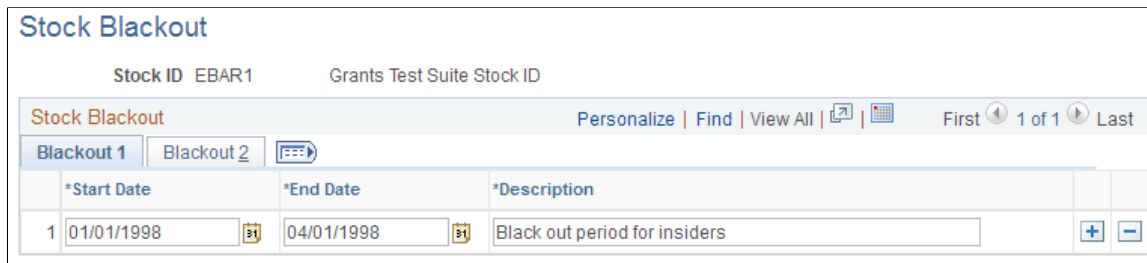 Stock Blackout
Stock ID EBAR1 Grants Test Suite Stock ID
Stock Blackout Personalize | Find | View All | | First 1 of 1 Last
Blackout 1 Blackout 2
*Start Date *End Date *Description
1 01/01/1998 31 04/01/1998 31 Black out period for insiders